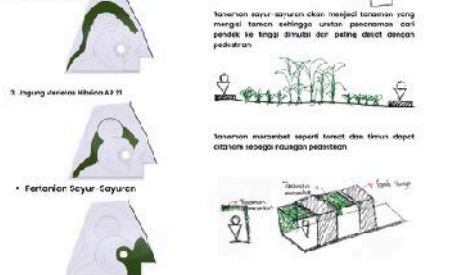 3. Jagung Varietas Hibrida
• Pertanian Sayur-Sayuran
Tanaman sayur-sayuran akan menjadi tanaman yang
mengisi taman sehingga urutan penanaman dari
pendek ke tinggi dimulai dari paling dekat dengan
pedestrian
Tanaman merambat seperti tomat dan timun dapat
ditanam sebagai naungan pedestrian
Tanaman